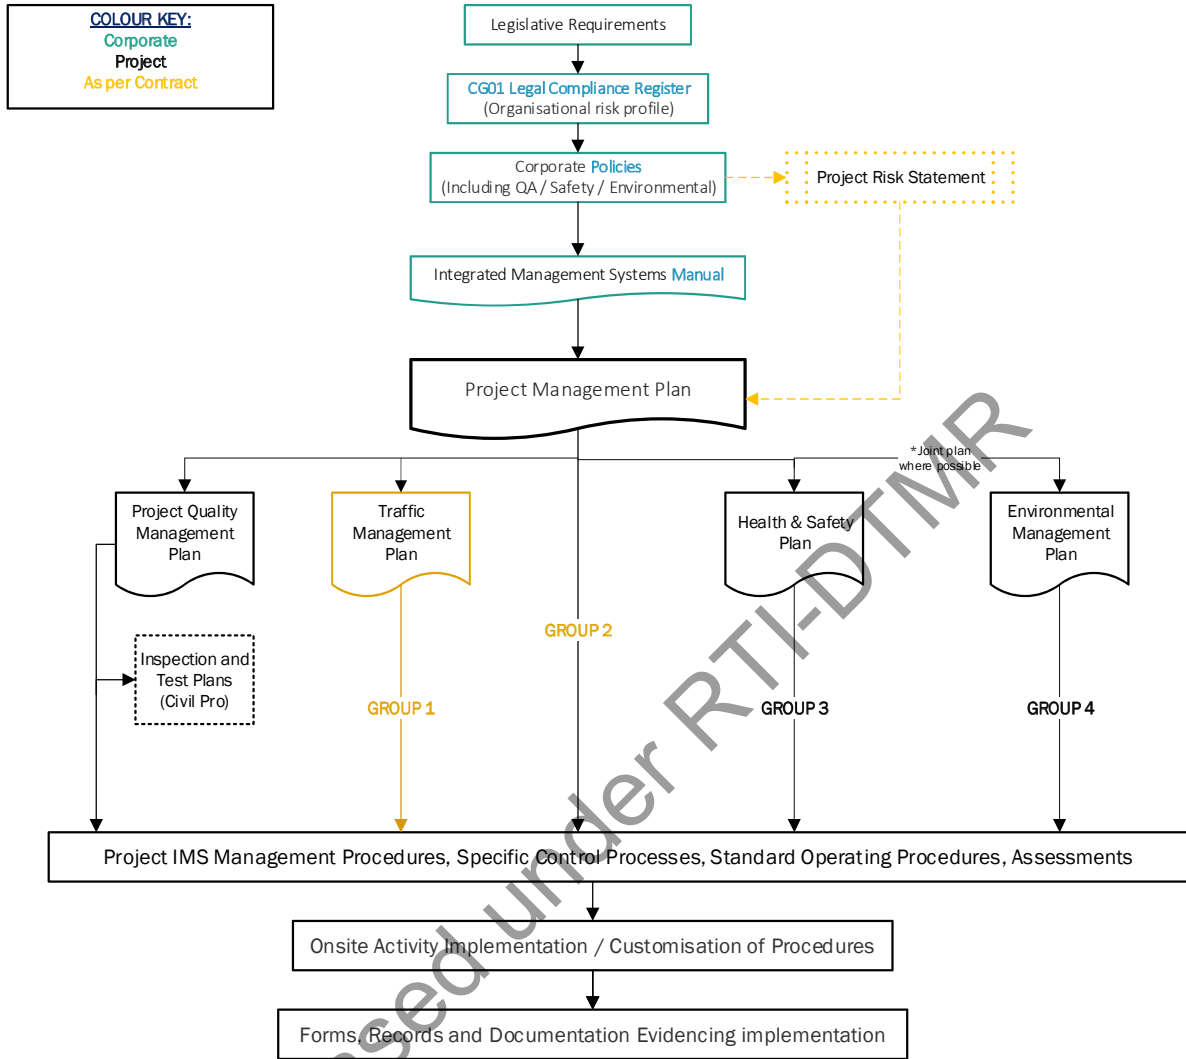 COLOUR KEY:
Corporate
Project
As per Contract
Legislative Requirements
CG01 Legal Compliance Register
(Organisational risk profile)
Corporate Policies
(Including QA / Safety / Environmental)
Project Risk Statement
Integrated Management Systems Manual
Project Management Plan
*Joint plan
where possible
Project Quality
Management
Plan
Traffic
Management
Plan
Health & Safety
Plan
Environmental
Management
Plan
GROUP 2
Inspection and
Test Plans
(Civil Pro)
GROUP 1
GROUP 3
GROUP 4
Project IMS Management Procedures, Specific Control Processes, Standard Operating Procedures, Assessments
Onsite Activity Implementation / Customisation of Procedures
Forms, Records and Documentation Evidencing implementation
ased under RTI-DTMR